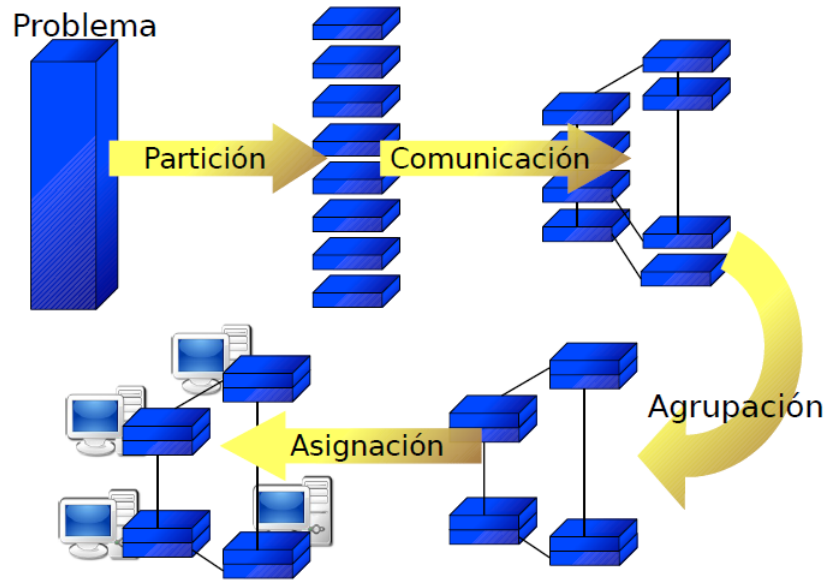 Problema
Partición
Comunicación
Agrupación
Asignación